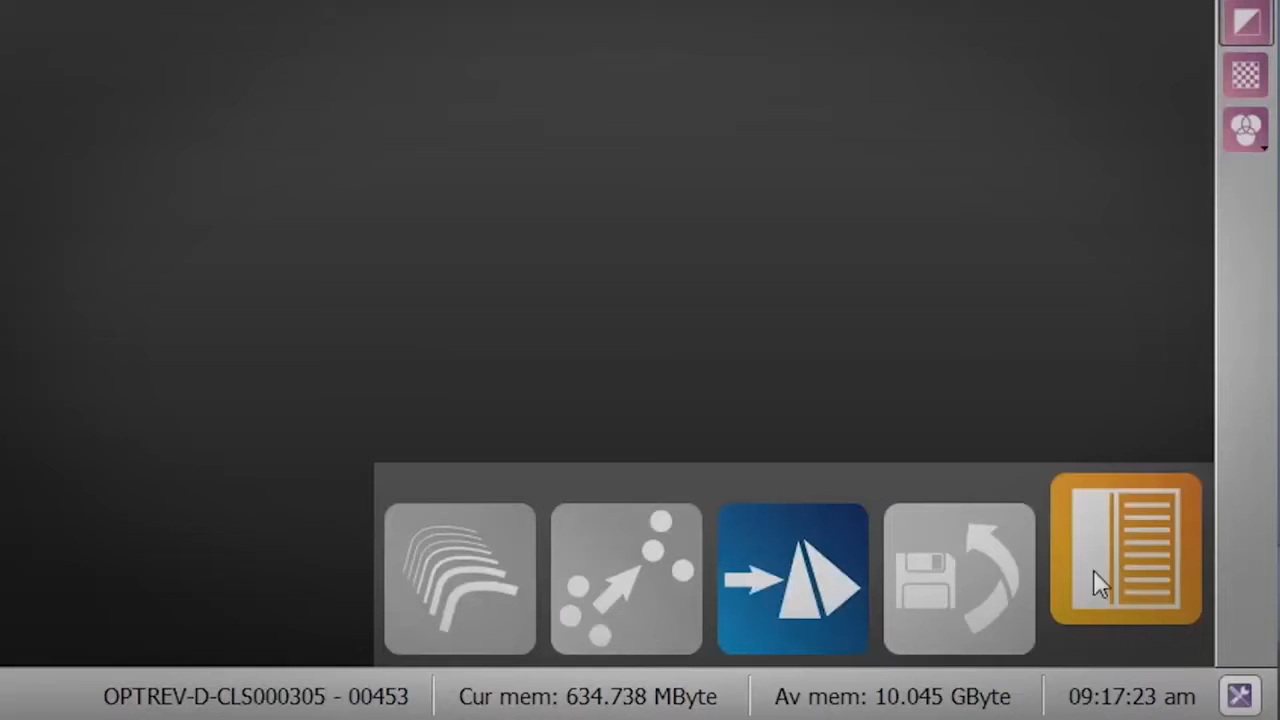 OPTREV-D-CLS000305 - 00453
Cur mem: 634.738 MByte
Av mem: 10.045 GByte
09:17:23 am